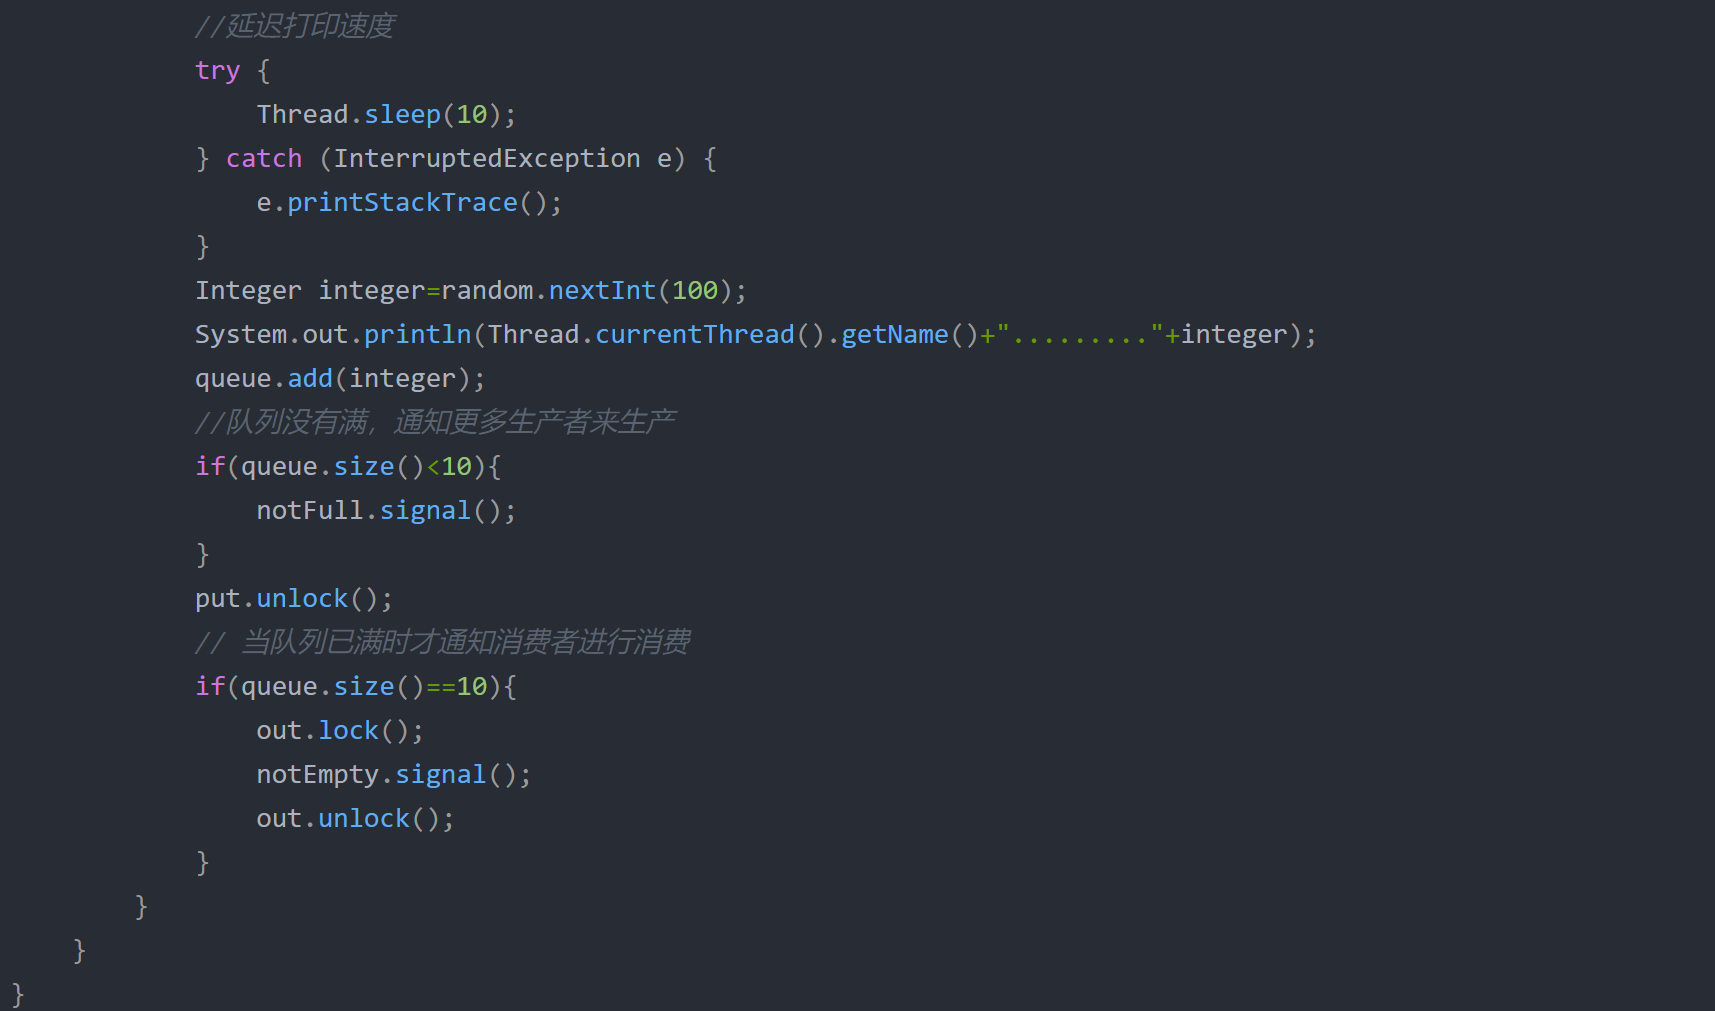 //延迟打印速度
try {
Thread.sleep(10);
} catch (InterruptedException e) {
e.printStackTrace();
}
Integer integer=random.nextInt(100);
System.out.println(Thread.currentThread().getName()+"........."+integer);
queue.add(integer);
//队列没有满，通知更多生产者来生产
if(queue.size()<10){
notFull.signal();
}
put.unlock();
// 当队列已满时才通知消费者进行消费
if(queue.size()==10){
out.lock();
notEmpty.signal();
out.unlock();
}
}
}
}